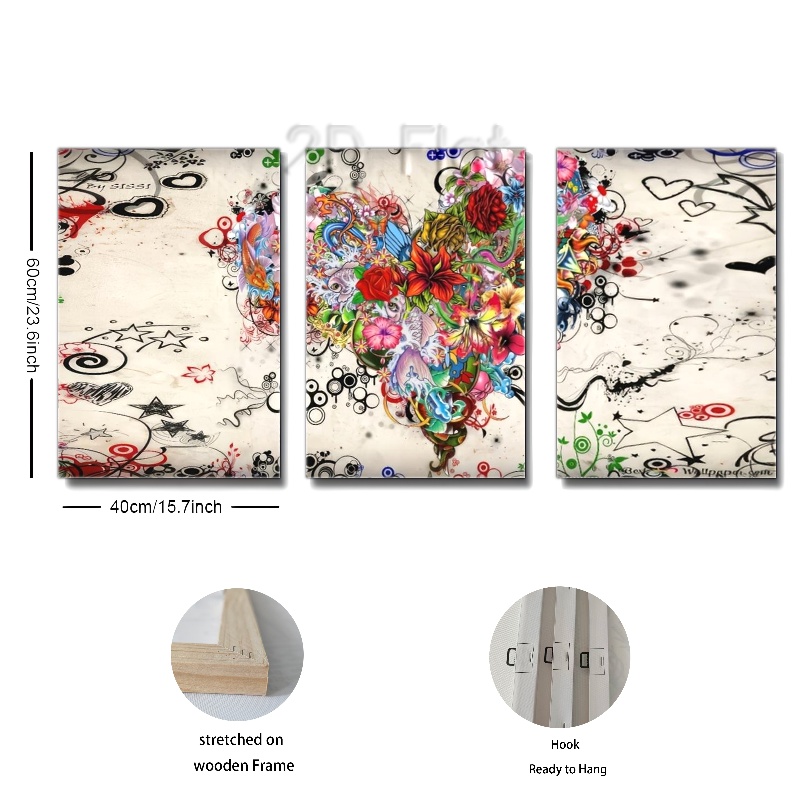 2D Flat
By SISSI
60cm/23.6inch
Wallpaper.com
40cm/15.7inch
stretched on
wooden Frame
Hook
Ready to Hang